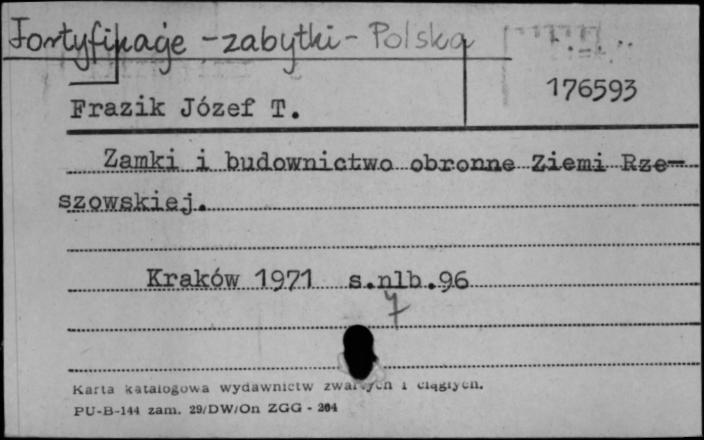 Fortyfikacje - zabytki - Polska
176593
Frazik Józef T.
Zamki i budownictwo obronne Ziemi Rze-
szowskiej.
Kraków 1971 s.nlb.96
7
Karta katalogowa wydawnictw zwartych i ciągłych.
PU-B-144 zam. 29/DW/On ZGG - 204